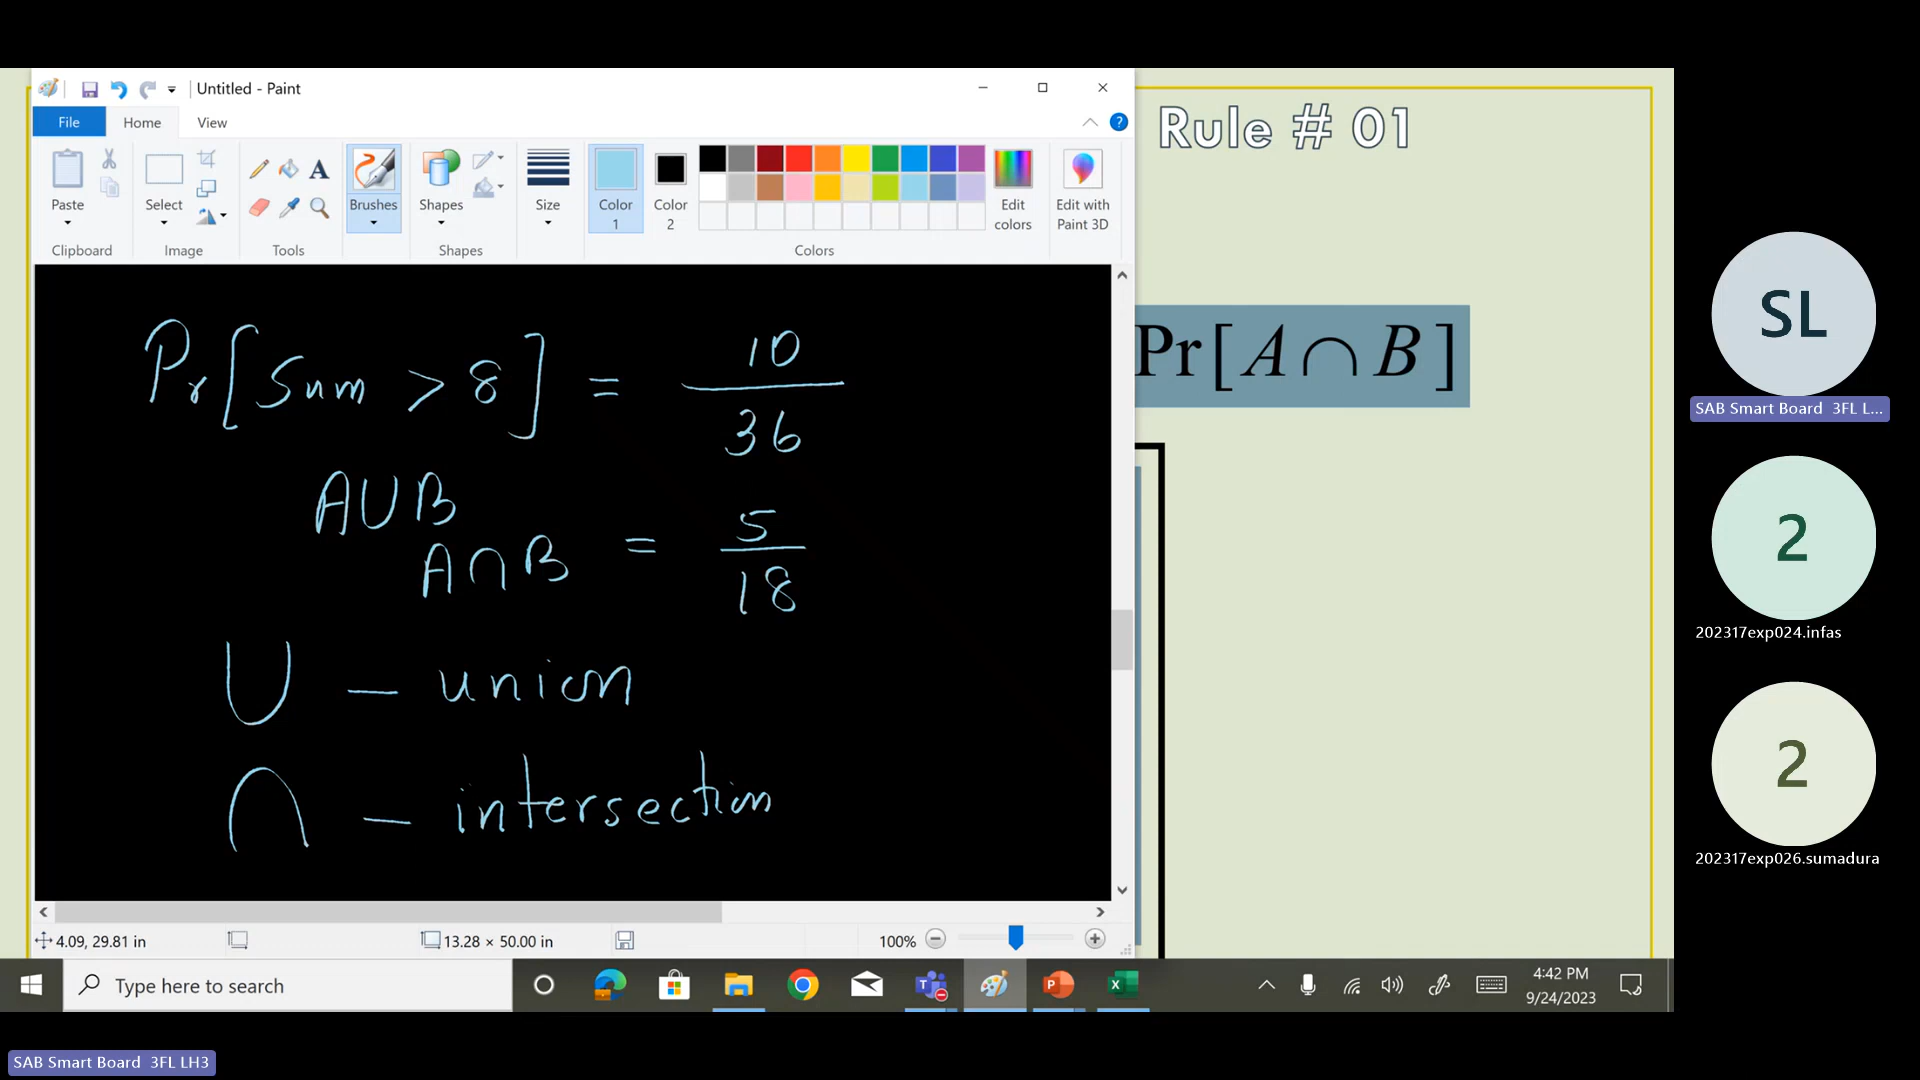 Untitled - Paint
Rule # 01
File Home View
Paste Select Brushes Shapes Size Color 1 Color 2 Edit colors Edit with Paint 3D
Clipboard Image Tools Shapes Colors
Pr[Sum > 8] = 10/36
Pr[A∩B]
A∪B
A∩B = 5/18
∪ — union
∩ — intersection
4.09, 29.81 in 13.28 × 50.00 in 100%
Type here to search
4:42 PM
9/24/2023
SL
SAB Smart Board 3FL L...
2
202317exp024.infas
2
202317exp026.sumadura
SAB Smart Board 3FL LH3